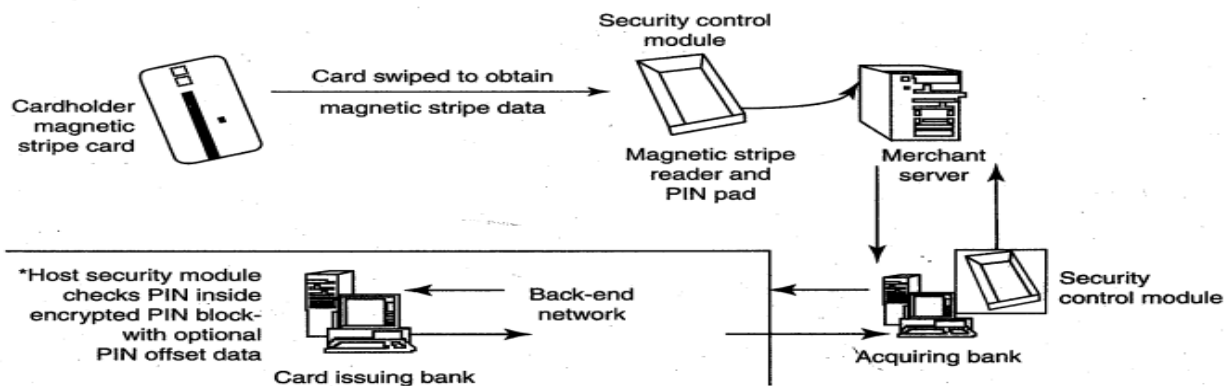 Security control
module
Card swiped to obtain
magnetic stripe data
Cardholder
magnetic
stripe card
Magnetic stripe
reader and
PIN pad
Merchant
server
*Host security module
checks PIN inside
encrypted PIN block-
with optional
PIN offset data
Back-end
network
Security
control module
Acquiring bank
Card issuing bank